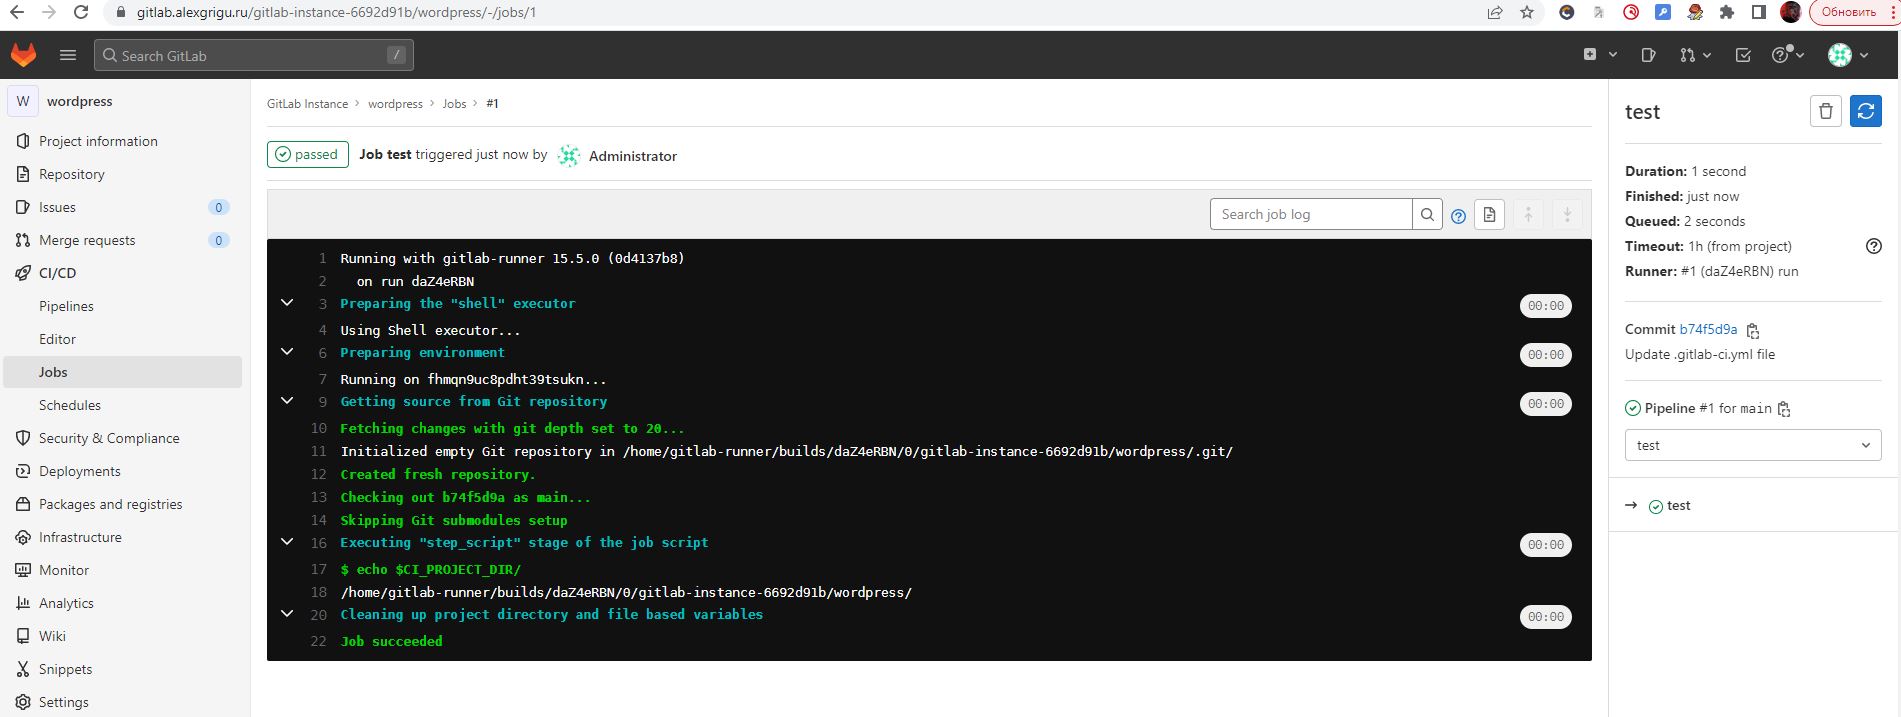 gitlab.alexgrigu.ru/gitlab-instance-6692d91b/wordpress/-/jobs/1
Обновить
Search GitLab
/
W wordpress
Project information
Repository
Issues 0
Merge requests 0
CI/CD
Pipelines
Editor
Jobs
Schedules
Security & Compliance
Deployments
Packages and registries
Infrastructure
Monitor
Analytics
Wiki
Snippets
Settings
GitLab Instance > wordpress > Jobs > #1
passed Job test triggered just now by Administrator
Search job log
1 Running with gitlab-runner 15.5.0 (0d4137b8)
2 on run daZ4eRBN
3 Preparing the "shell" executor 00:00
4 Using Shell executor...
6 Preparing environment 00:00
7 Running on fhmqn9uc8pdht39tsukn...
9 Getting source from Git repository 00:00
10 Fetching changes with git depth set to 20...
11 Initialized empty Git repository in /home/gitlab-runner/builds/daZ4eRBN/0/gitlab-instance-6692d91b/wordpress/.git/
12 Created fresh repository.
13 Checking out b74f5d9a as main...
14 Skipping Git submodules setup
16 Executing "step_script" stage of the job script 00:00
17 $ echo $CI_PROJECT_DIR/
18 /home/gitlab-runner/builds/daZ4eRBN/0/gitlab-instance-6692d91b/wordpress/
20 Cleaning up project directory and file based variables 00:00
22 Job succeeded
test
Duration: 1 second
Finished: just now
Queued: 2 seconds
Timeout: 1h (from project)
Runner: #1 (daZ4eRBN) run
Commit b74f5d9a
Update .gitlab-ci.yml file
Pipeline #1 for main
test
→ test